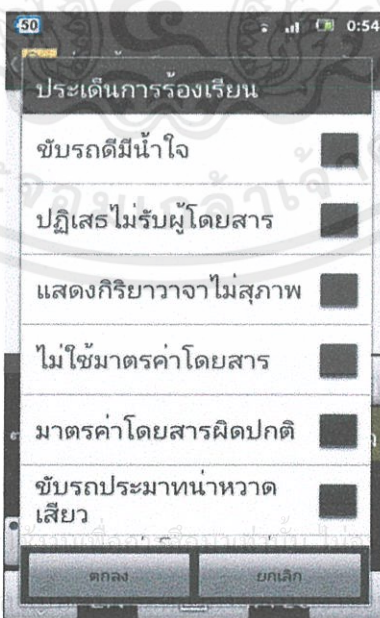 50
0:54
ประเด็นการร้องเรียน
ขับรถดีมีน้ำใจ
ปฏิเสธไม่รับผู้โดยสาร
แสดงกิริยาวาจาไม่สุภาพ
ไม่ใช้มาตรค่าโดยสาร
มาตรค่าโดยสารผิดปกติ
ขับรถประมาทน่าหวาด
เสียว
ตกลง ยกเลิก